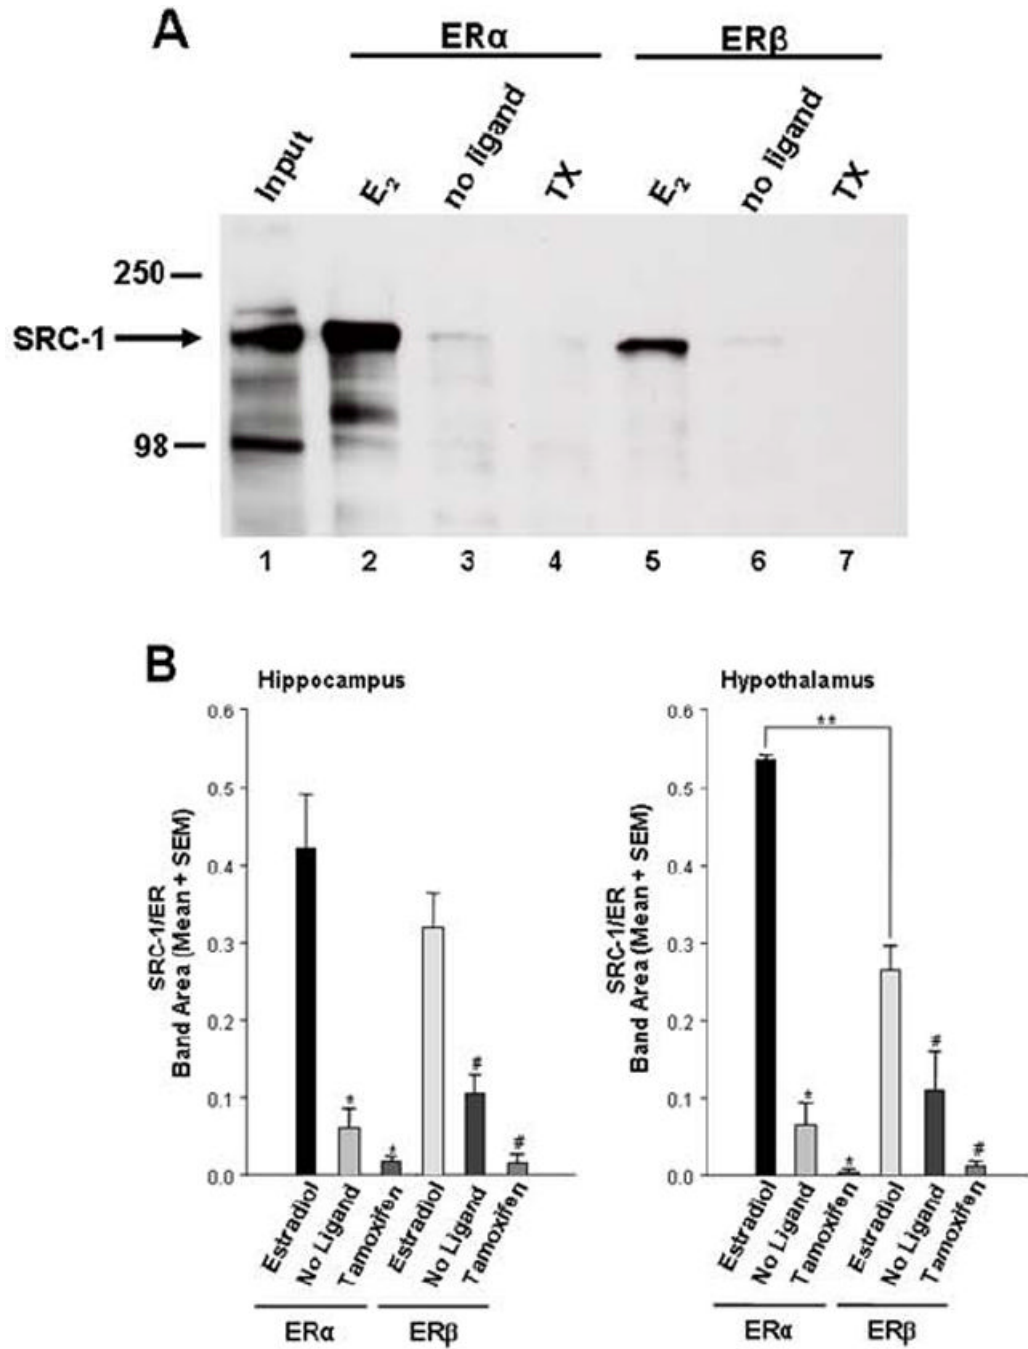 A
ERα
ERβ
Input
E2
no ligand
TX
E2
no ligand
TX
250
SRC-1
98
1 2 3 4 5 6 7
B
Hippocampus
SRC-1/ER
Band Area (Mean + SEM)
0.6
0.5
0.4
0.3
0.2
0.1
0.0
*
*
#
#
Estradiol
No Ligand
Tamoxifen
Estradiol
No Ligand
Tamoxifen
ERα
ERβ
Hypothalamus
SRC-1/ER
Band Area (Mean + SEM)
0.6
0.5
0.4
0.3
0.2
0.1
0.0
**
*
*
#
#
Estradiol
No Ligand
Tamoxifen
Estradiol
No Ligand
Tamoxifen
ERα
ERβ